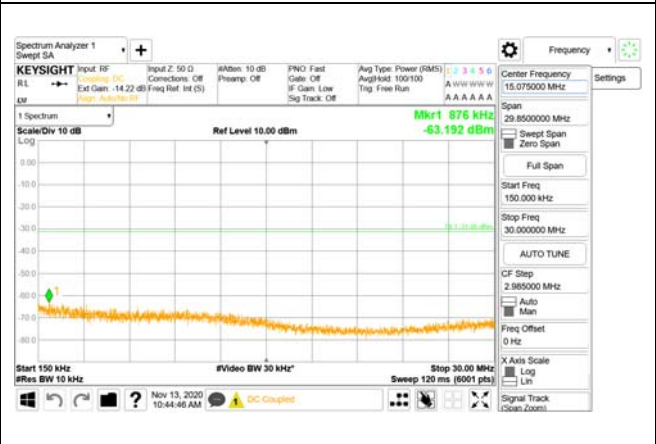 Spectrum Analyzer 1
Swept SA
+
Frequency
KEYSIGHT
RL
Input: RF
Coupling: DC
Ext Gain: -14.22 dB
Align: Auto/No RF
Input Z: 50 Ω
Corrections: Off
Freq Ref: Int (S)
#Atten: 10 dB
Preamp: Off
PNO: Fast
Gate: Off
IF Gain: Low
Sig Track: Off
Avg Type: Power (RMS)
Avg|Hold: 100/100
Trig: Free Run
1 2 3 4 5 6
A W W W W W
A A A A A A
1 Spectrum
Scale/Div 10 dB
Log
Ref Level 10.00 dBm
Mkr1 876 kHz
-63.192 dBm
0.00
-10.0
-20.0
-30.0
-40.0
-50.0
-60.0
-70.0
-80.0
1
Start 150 kHz
#Res BW 10 kHz
#Video BW 30 kHz*
Stop 30.00 MHz
Sweep 120 ms (6001 pts)
Nov 13, 2020
10:44:46 AM
?
1
DC Coupled
Center Frequency
15.075000 MHz
Settings
Span
29.8500000 MHz
Swept Span
Zero Span
Full Span
Start Freq
150.000 kHz
Stop Freq
30.000000 MHz
AUTO TUNE
CF Step
2.985000 MHz
Auto
Man
Freq Offset
0 Hz
X Axis Scale
Log
Lin
Signal Track
(Span Zoom)